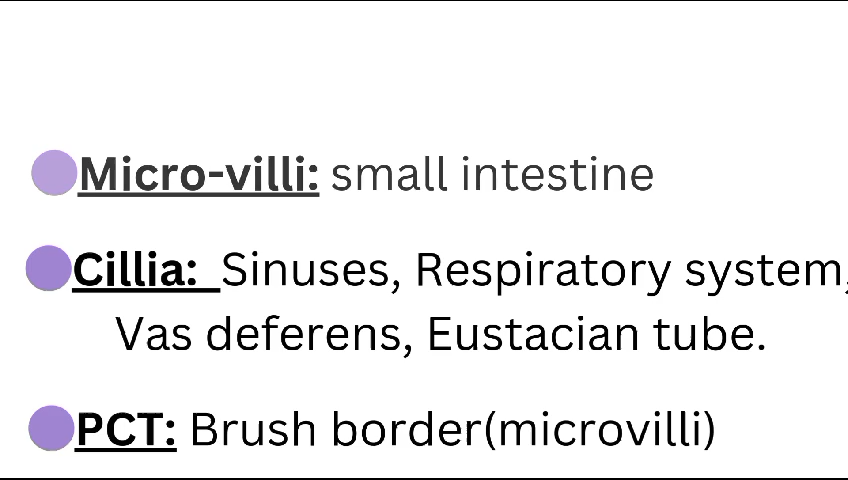 Micro-villi: small intestine
Cillia: Sinuses, Respiratory system,
Vas deferens, Eustacian tube.
PCT: Brush border(microvilli)